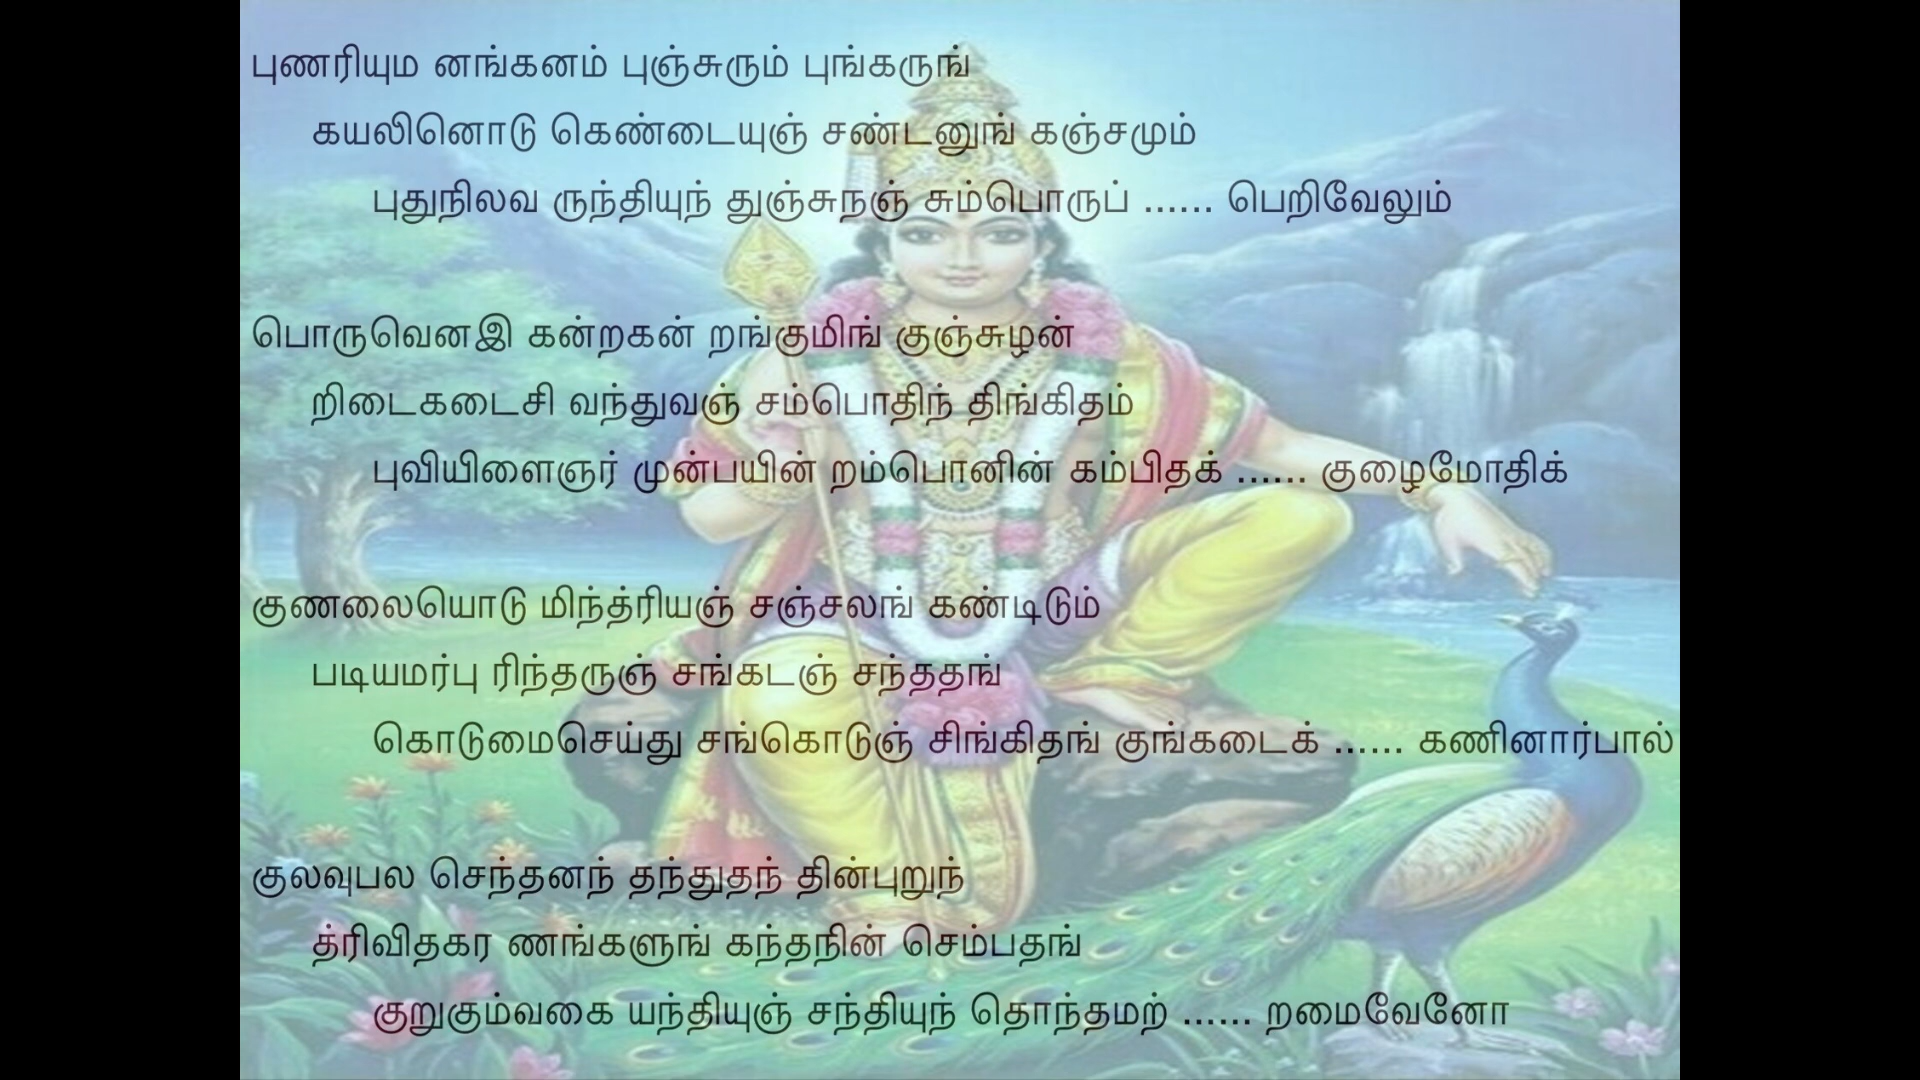 புணரியும னங்கனம் புஞ்சுரும் புங்கருங்
கயலினொடு கெண்டையுஞ் சண்டனுங் கஞ்சமும்
புதுநிலவ ருந்தியுந் துஞ்சுநஞ் சும்பொருப் ...... பெறிவேலும்
பொருவெனஇ கன்றகன் றங்குமிங் குஞ்சுழன்
றிடைகடைசி வந்துவஞ் சம்பொதிந் திங்கிதம்
புவியிளைஞர் முன்பயின் றம்பொனின் கம்பிதக் ...... குழைமோதிக்
குணலையொடு மிந்த்ரியஞ் சஞ்சலங் கண்டிடும்
படியமர்பு ரிந்தருஞ் சங்கடஞ் சந்ததங்
கொடுமைசெய்து சங்கொடுஞ் சிங்கிதங் குங்கடைக் ...... கணினார்பால்
குலவுபல செந்தனந் தந்துதந் தின்புறுந்
த்ரிவிதகர ணங்களுங் கந்தநின் செம்பதங்
குறுகும்வகை யந்தியுஞ் சந்தியுந் தொந்தமற் ...... றமைவேனோ